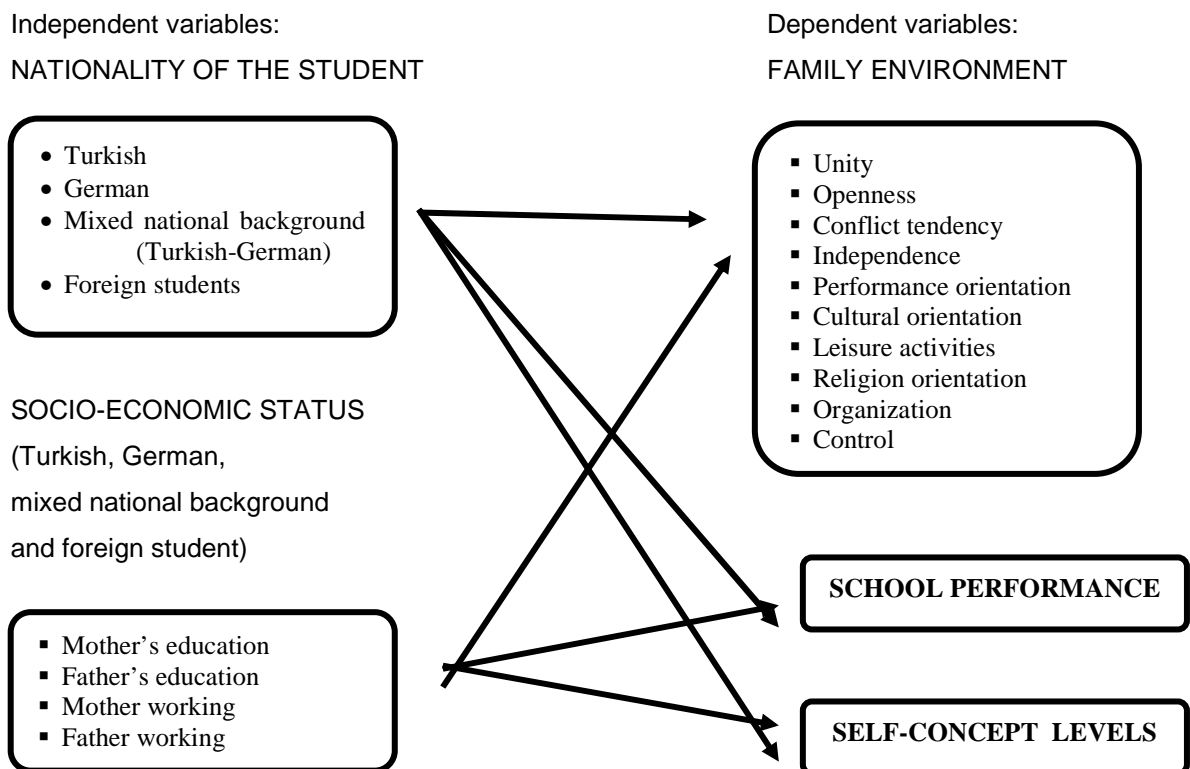 Independent variables:
NATIONALITY OF THE STUDENT
• Turkish
• German
• Mixed national background
(Turkish-German)
• Foreign students
SOCIO-ECONOMIC STATUS
(Turkish, German,
mixed national background
and foreign student)
▪ Mother’s education
▪ Father’s education
▪ Mother working
▪ Father working
Dependent variables:
FAMILY ENVIRONMENT
▪ Unity
▪ Openness
▪ Conflict tendency
▪ Independence
▪ Performance orientation
▪ Cultural orientation
▪ Leisure activities
▪ Religion orientation
▪ Organization
▪ Control
SCHOOL PERFORMANCE
SELF-CONCEPT LEVELS